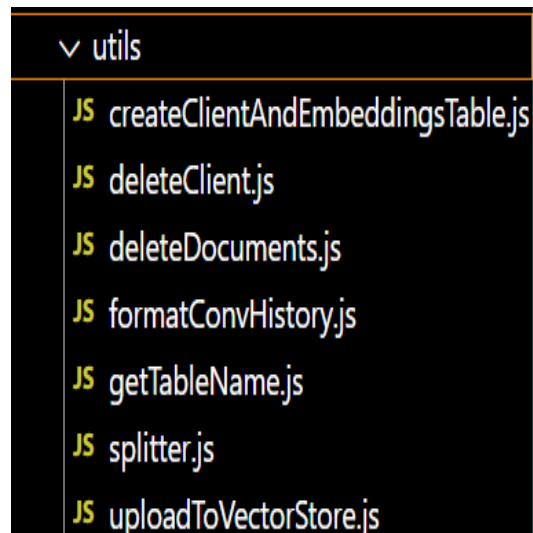 utils
JS createClientAndEmbeddingsTable.js
JS deleteClient.js
JS deleteDocuments.js
JS formatConvHistory.js
JS getTableName.js
JS splitter.js
JS uploadToVectorStore.js